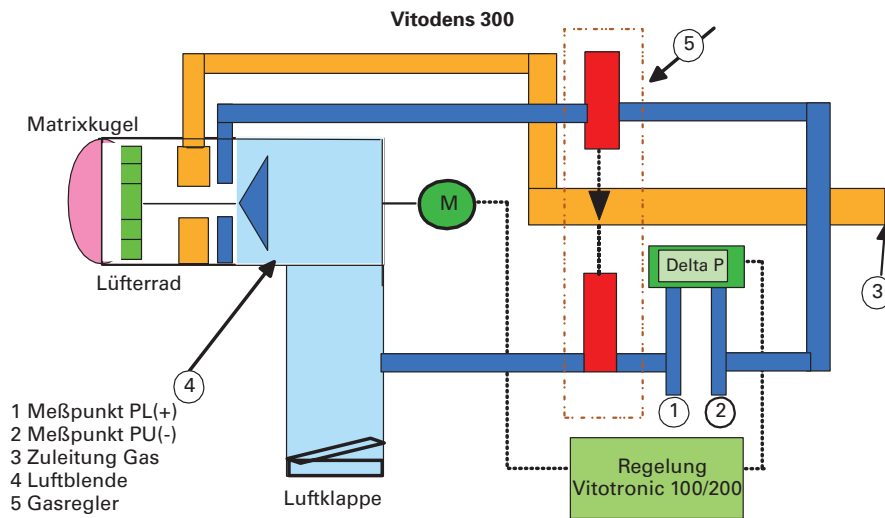 Vitodens 300
5
Matrixkugel
M
Lüfterrad
Delta P
3
4
1 Meßpunkt PL(+)
2 Meßpunkt PU(-)
3 Zuleitung Gas
4 Luftblende
5 Gasregler
Luftklappe
1
2
Regelung
Vitotronic 100/200